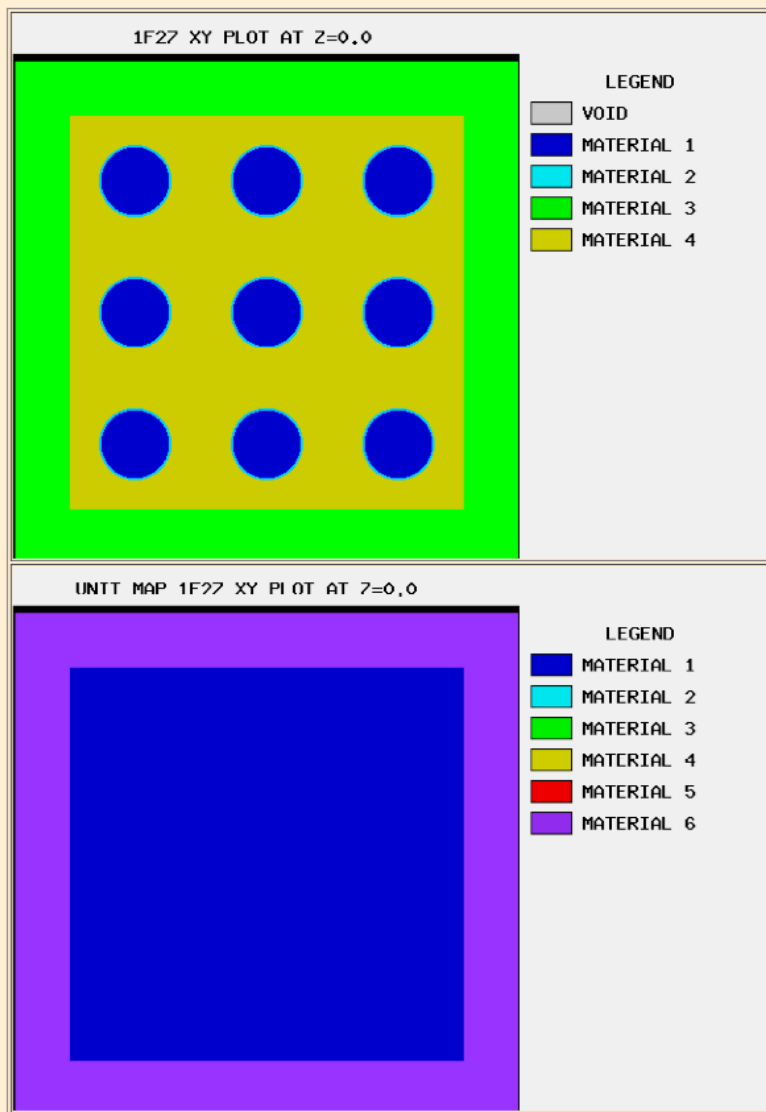 1F27 XY PLOT AT Z=0.0
LEGEND
VOID
MATERIAL 1
MATERIAL 2
MATERIAL 3
MATERIAL 4
UNIT MAP 1F27 XY PLOT AT Z=0.0
LEGEND
MATERIAL 1
MATERIAL 2
MATERIAL 3
MATERIAL 4
MATERIAL 5
MATERIAL 6